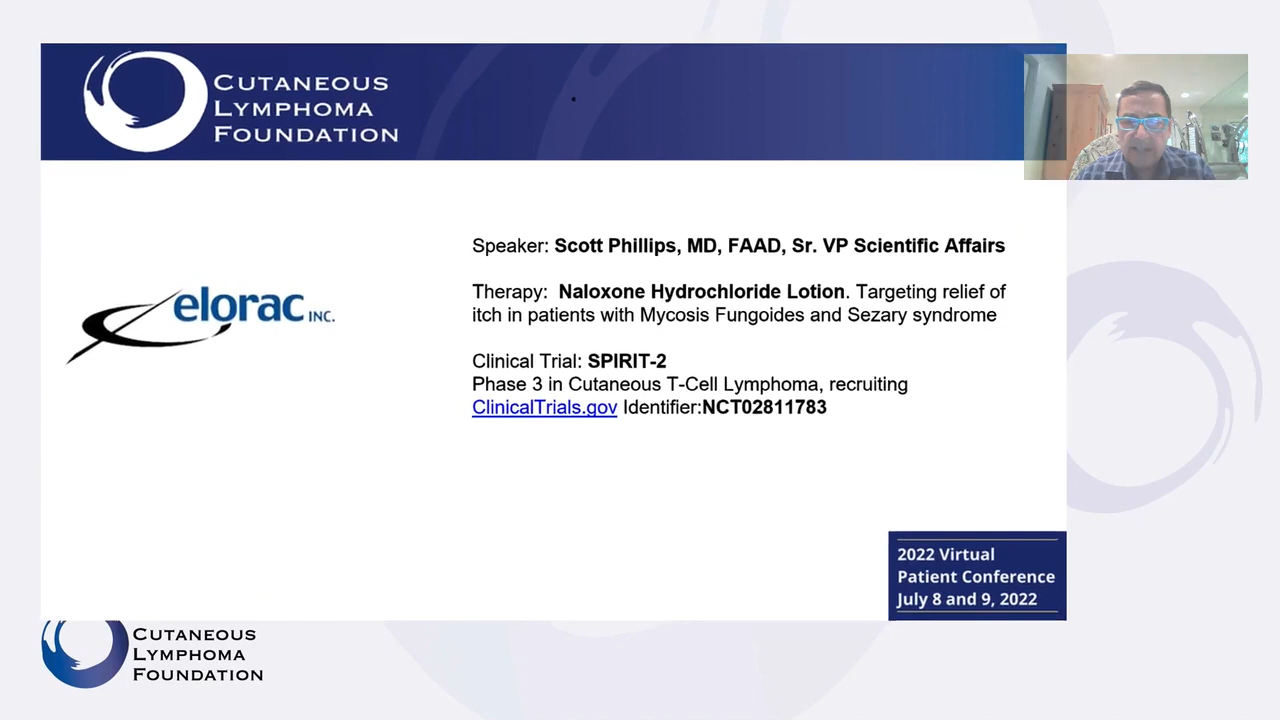 CUTANEOUS
LYMPHOMA
FOUNDATION
elorac INC.
Speaker: Scott Phillips, MD, FAAD, Sr. VP Scientific Affairs
Therapy: Naloxone Hydrochloride Lotion. Targeting relief of
itch in patients with Mycosis Fungoides and Sezary syndrome
Clinical Trial: SPIRIT-2
Phase 3 in Cutaneous T-Cell Lymphoma, recruiting
ClinicalTrials.gov Identifier:NCT02811783
2022 Virtual
Patient Conference
July 8 and 9, 2022
CUTANEOUS
LYMPHOMA
FOUNDATION